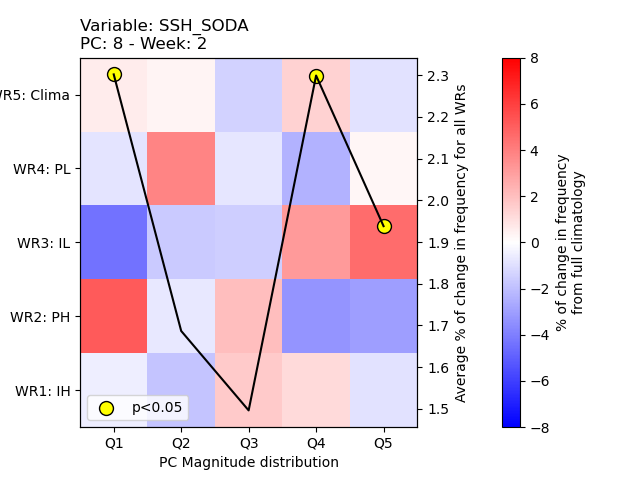 Variable: SSH_SODA
PC: 8 - Week: 2
WR5: Clima
WR4: PL
WR3: IL
WR2: PH
WR1: IH
p<0.05
Q1 Q2 Q3 Q4 Q5
PC Magnitude distribution
2.3
2.2
2.1
2.0
1.9
1.8
1.7
1.6
1.5
Average % of change in frequency for all WRs
8
6
4
2
0
−2
−4
−6
−8
% of change in frequency
from full climatology